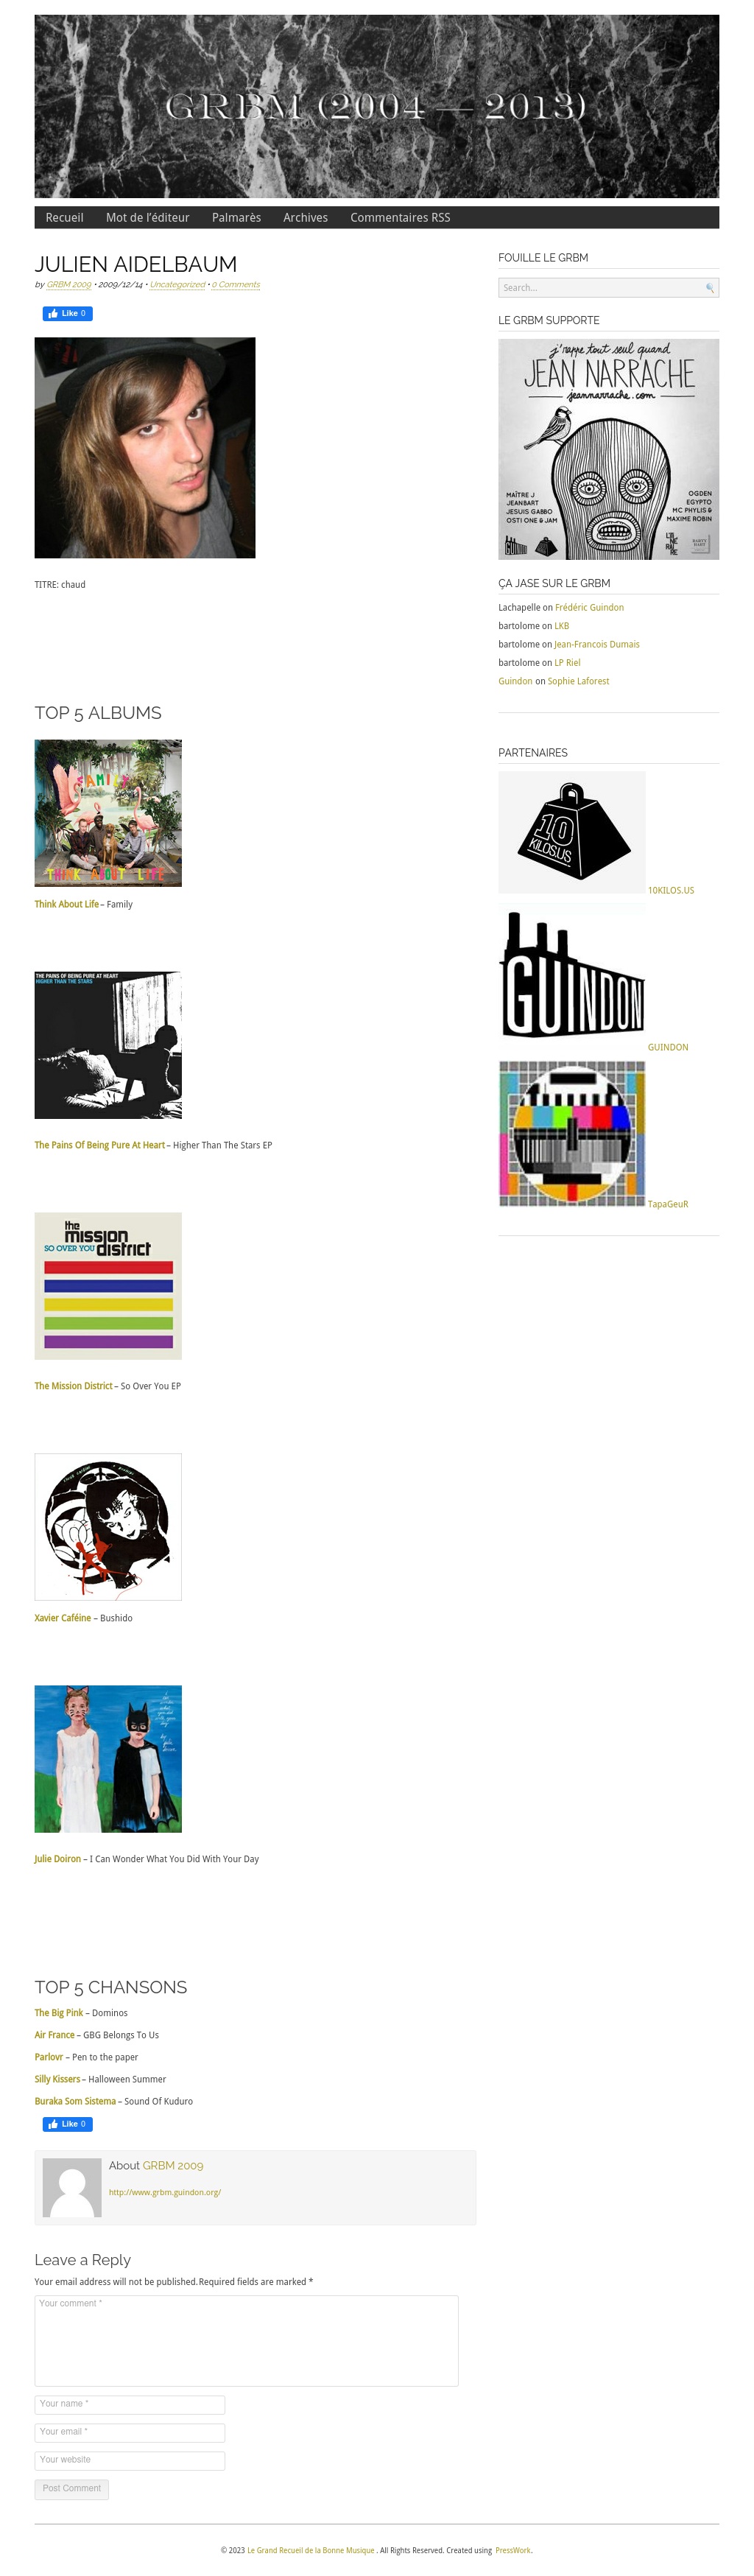 GRBM (2004 — 2013)
Recueil Mot de l'éditeur Palmarès Archives Commentaires RSS
JULIEN AIDELBAUM
by GRBM 2009 • 2009/12/14 • Uncategorized • 0 Comments
Like 0
TITRE: chaud
TOP 5 ALBUMS
FAMILY
THINK ABOUT LIFE
Think About Life – Family
THE PAINS OF BEING PURE AT HEART
HIGHER THAN THE STARS
The Pains Of Being Pure At Heart – Higher Than The Stars EP
the mission district
SO OVER YOU
The Mission District – So Over You EP
Xavier Caféine – Bushido
Julie Doiron – I Can Wonder What You Did With Your Day
TOP 5 CHANSONS
The Big Pink – Dominos
Air France – GBG Belongs To Us
Parlovr – Pen to the paper
Silly Kissers – Halloween Summer
Buraka Som Sistema – Sound Of Kuduro
Like 0
About GRBM 2009
http://www.grbm.guindon.org/
Leave a Reply
Your email address will not be published. Required fields are marked *
Your comment *
Your name *
Your email *
Your website
Post Comment
FOUILLE LE GRBM
Search...
LE GRBM SUPPORTE
j'rappe tout seul quand
JEAN NARRACHE
jeannarrache.com
MAÎTRE J
JEANBART
JESUIS GABBO
OSTI ONE & JAM
OGDEN
EGYPTO
MC PHYLIS &
MAXIME ROBIN
ÇA JASE SUR LE GRBM
Lachapelle on Frédéric Guindon
bartolome on LKB
bartolome on Jean-Francois Dumais
bartolome on LP Riel
Guindon on Sophie Laforest
PARTENAIRES
10
KILOS.US
10KILOS.US
GUINDON
GUINDON
TapaGeuR
© 2023 Le Grand Recueil de la Bonne Musique . All Rights Reserved. Created using PressWork.